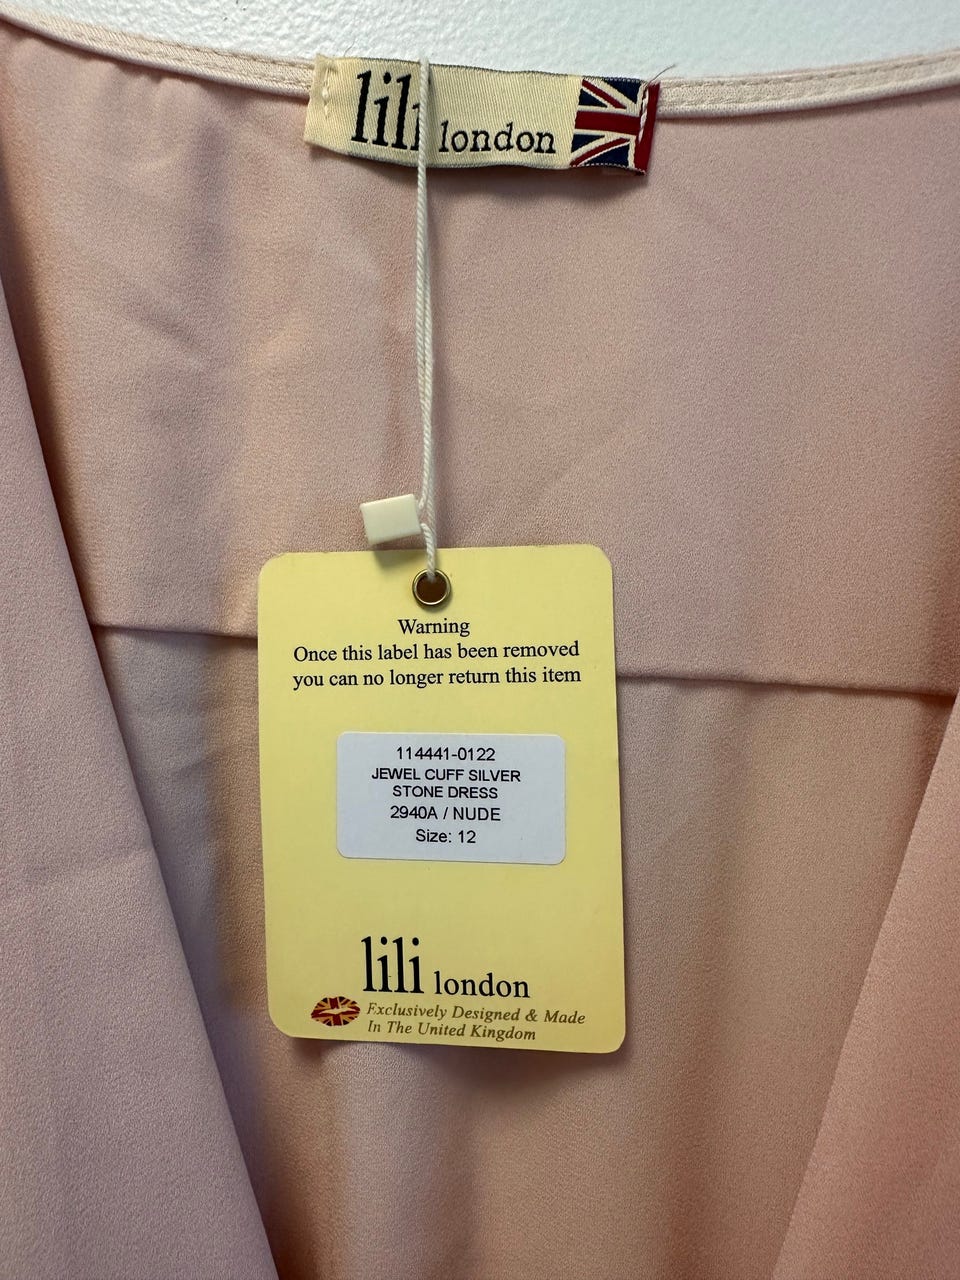 lili london
Warning
Once this label has been removed
you can no longer return this item
114441-0122
JEWEL CUFF SILVER
STONE DRESS
2940A / NUDE
Size: 12
lili london
Exclusively Designed & Made
In The United Kingdom